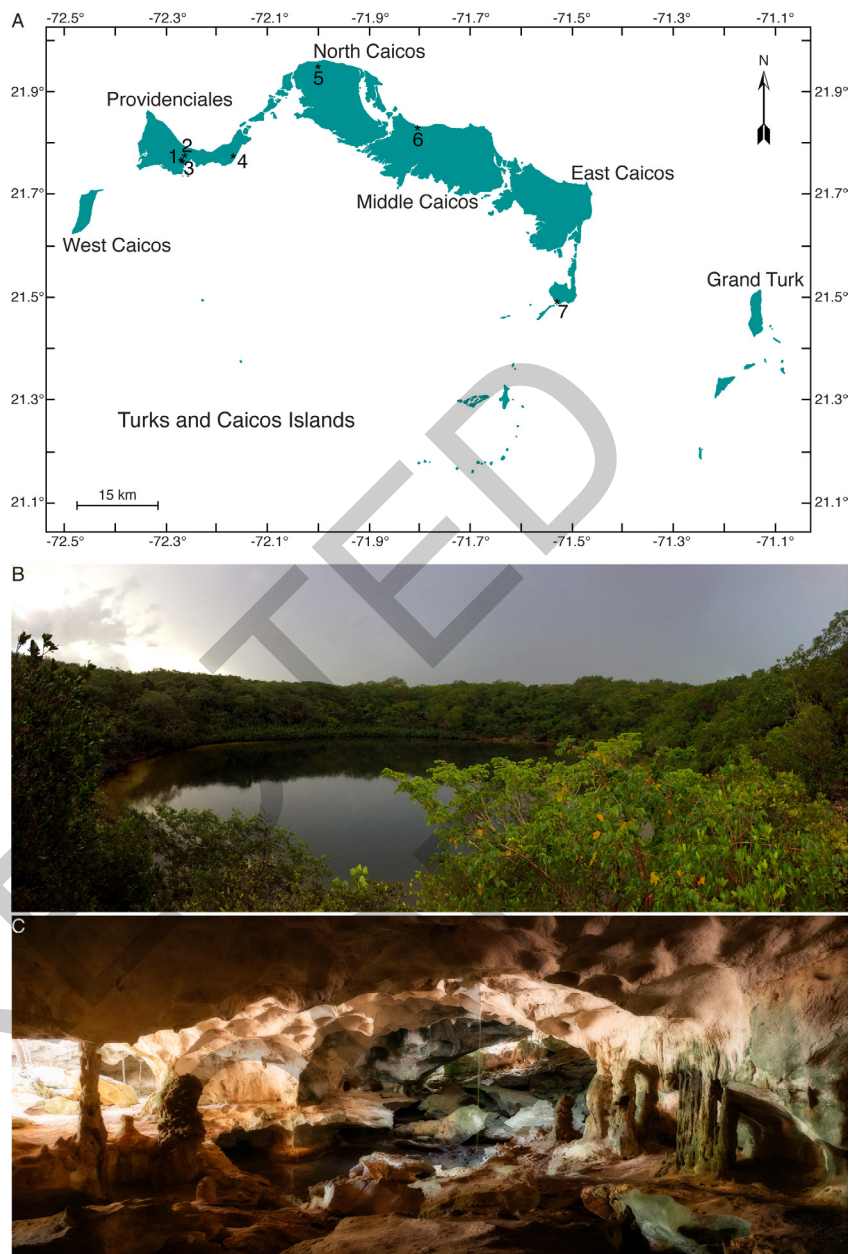 A
-72.5° -72.3° -72.1° -71.9° -71.7° -71.5° -71.3° -71.1°
North Caicos
N
5
21.9° 21.9°
Providenciales
6
2
1
3
4
East Caicos
21.7° 21.7°
Middle Caicos
West Caicos
Grand Turk
21.5° 21.5°
7
21.3° 21.3°
Turks and Caicos Islands
15 km
21.1° 21.1°
-72.5° -72.3° -72.1° -71.9° -71.7° -71.5° -71.3° -71.1°
B
C